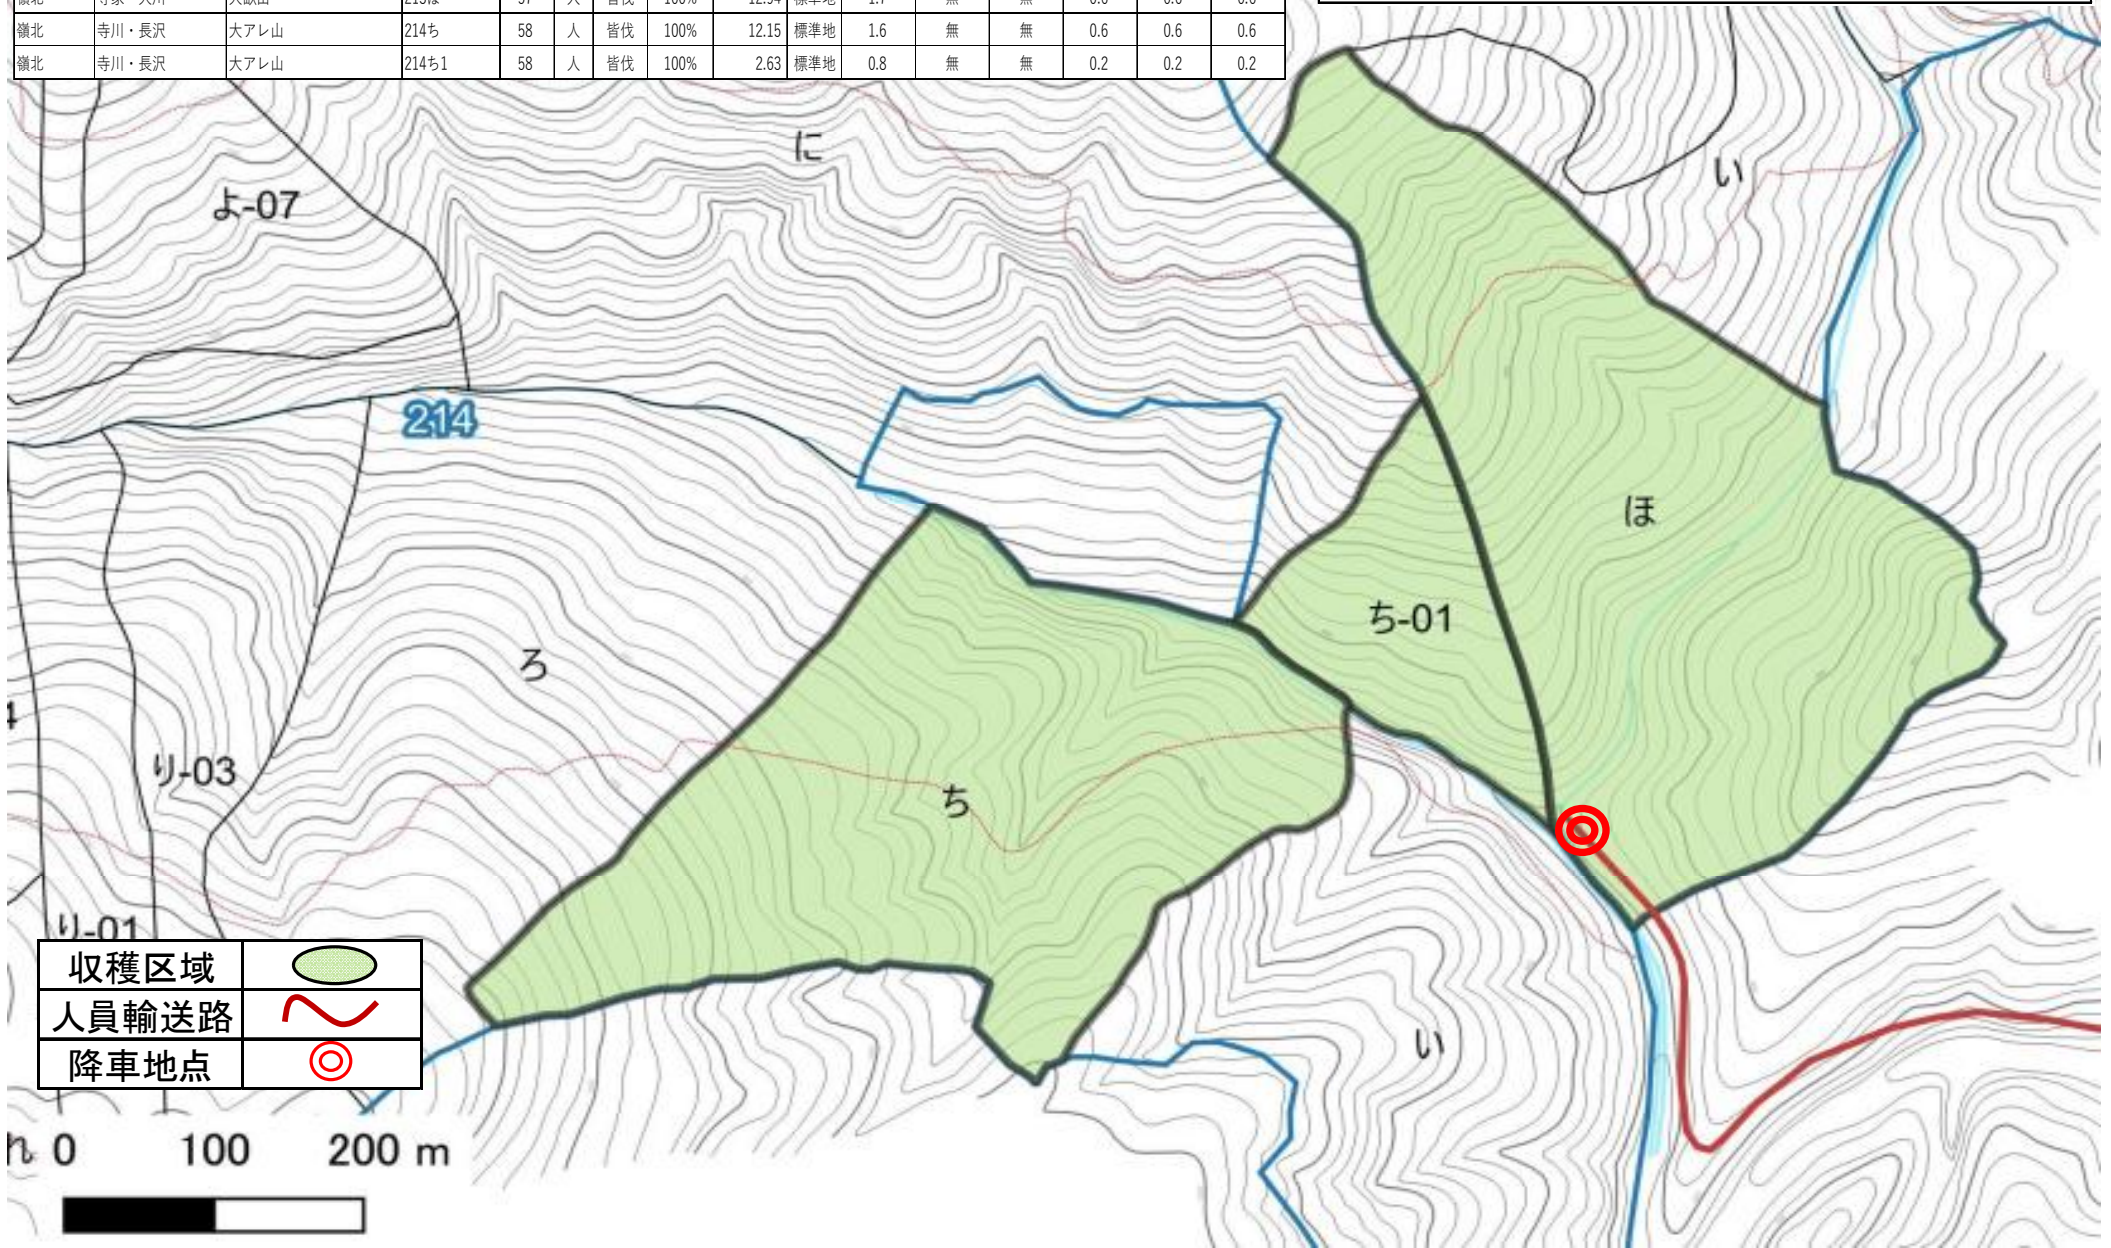 嶺北 寺川・長沢 大アレ山 214ち 58 人 皆伐 100% 12.15 標準地 1.6 無 無 0.6 0.6 0.6
嶺北 寺川・長沢 大アレ山 214ち1 58 人 皆伐 100% 2.63 標準地 0.8 無 無 0.2 0.2 0.2
に
い
よ-07
214
ほ
ち-01
ろ
り-03
ち
り-01
い
収穫区域
人員輸送路
降車地点
れ 0 100 200 m